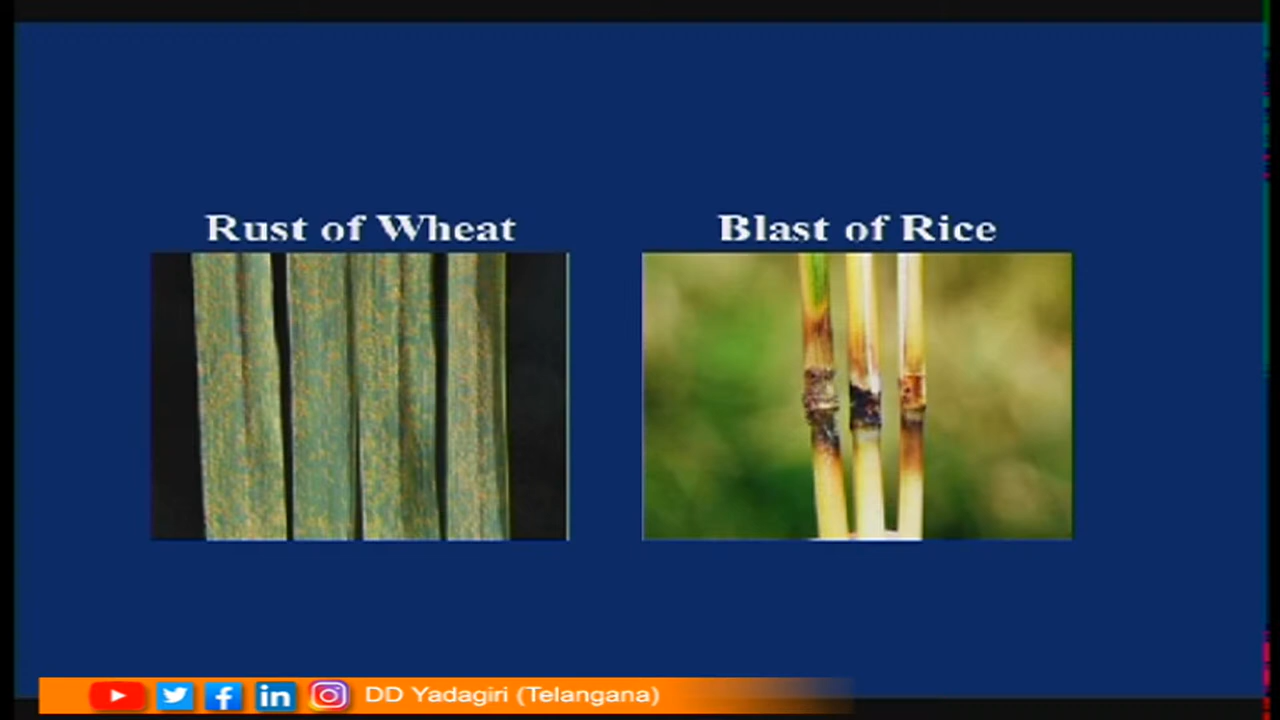 Rust of Wheat
Blast of Rice
DD Yadagiri (Telangana)